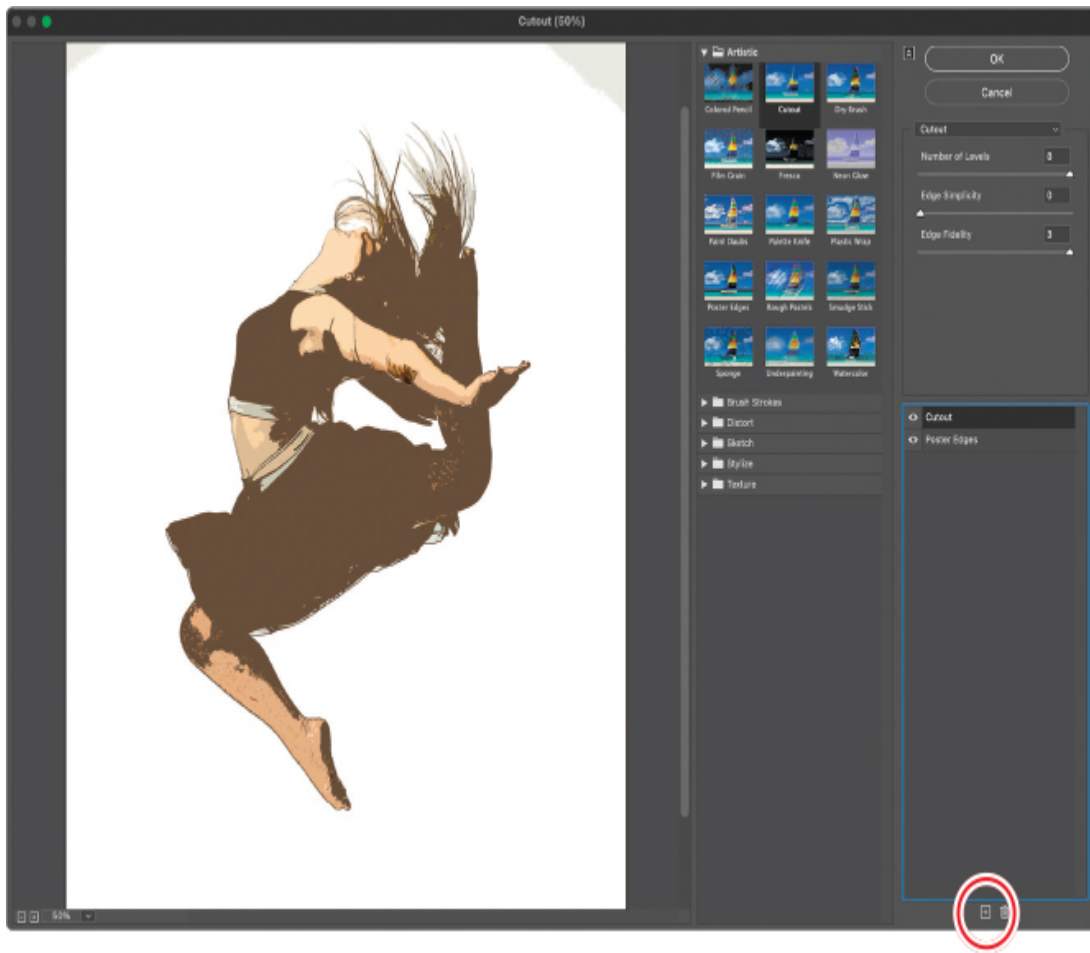 Cutout (50%)
Artistic
Colored Pencil
Cutout
Dry Brush
Film Grain
Fresco
Neon Glow
Paint Daubs
Palette Knife
Plastic Wrap
Poster Edges
Rough Pastels
Smudge Stick
Sponge
Underpainting
Watercolor
Brush Strokes
Distort
Sketch
Stylize
Texture
OK
Cancel
Cutout
Number of Levels 8
Edge Simplicity 0
Edge Fidelity 3
Cutout
Poster Edges
50%